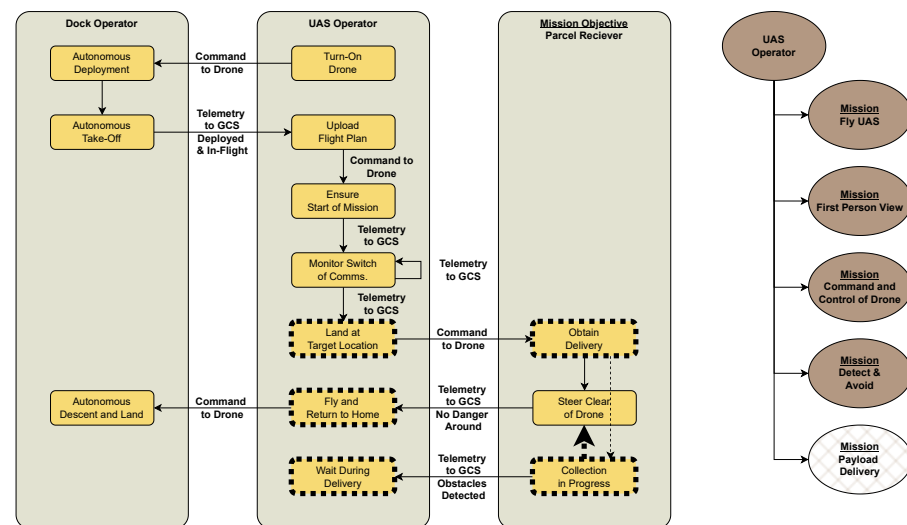 Dock Operator
UAS Operator
Mission Objective
Parcel Reciever
Autonomous
Deployment
Command
to Drone
Turn-On
Drone
Autonomous
Take-Off
Telemetry
to GCS
Deployed
& In-Flight
Upload
Flight Plan
Command to
Drone
Ensure
Start of Mission
Telemetry
to GCS
Monitor Switch
of Comms.
Telemetry
to GCS
Telemetry
to GCS
Land at
Target Location
Command
to Drone
Obtain
Delivery
Autonomous
Descent and Land
Command
to Drone
Fly and
Return to Home
Telemetry
to GCS
No Danger
Around
Steer Clear
of Drone
Wait During
Delivery
Telemetry
to GCS
Obstacles
Detected
Collection
in Progress
UAS
Operator
Mission
Fly UAS
Mission
First Person View
Mission
Command and
Control of Drone
Mission
Detect &
Avoid
Mission
Payload
Delivery